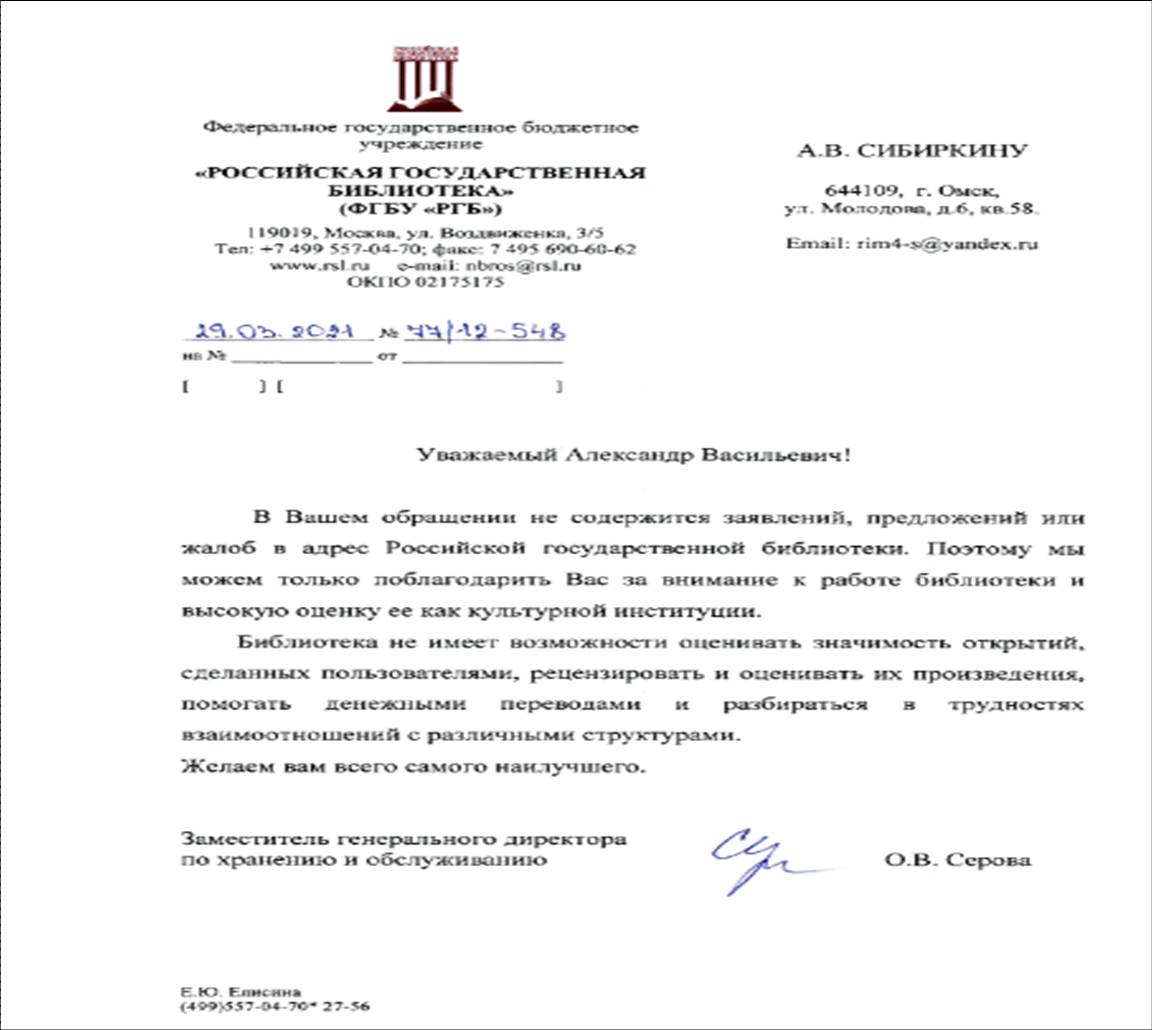 Федеральное государственное бюджетное
учреждение
«РОССИЙСКАЯ ГОСУДАРСТВЕННАЯ
БИБЛИОТЕКА»
(ФГБУ «РГБ»)
119019, Москва, ул. Воздвиженка, 3/5
Тел: +7 499 557-04-70; факс: 7 495 690-60-62
www.rsl.ru e-mail: nbros@rsl.ru
ОКПО 02175175
29.03.2021 № 77/12-548
на № ______________ от ________________
[ ] [ ]
А.В. СИБИРКИНУ
644109, г. Омск,
ул. Молодова, д.6, кв.58.
Email: rim4-s@yandex.ru
Уважаемый Александр Васильевич!
В Вашем обращении не содержится заявлений, предложений или
жалоб в адрес Российской государственной библиотеки. Поэтому мы
можем только поблагодарить Вас за внимание к работе библиотеки и
высокую оценку ее как культурной институции.
Библиотека не имеет возможности оценивать значимость открытий,
сделанных пользователями, рецензировать и оценивать их произведения,
помогать денежными переводами и разбираться в трудностях
взаимоотношений с различными структурами.
Желаем вам всего самого наилучшего.
Заместитель генерального директора
по хранению и обслуживанию
О.В. Серова
Е.Ю. Елисина
(499)557-04-70* 27-56